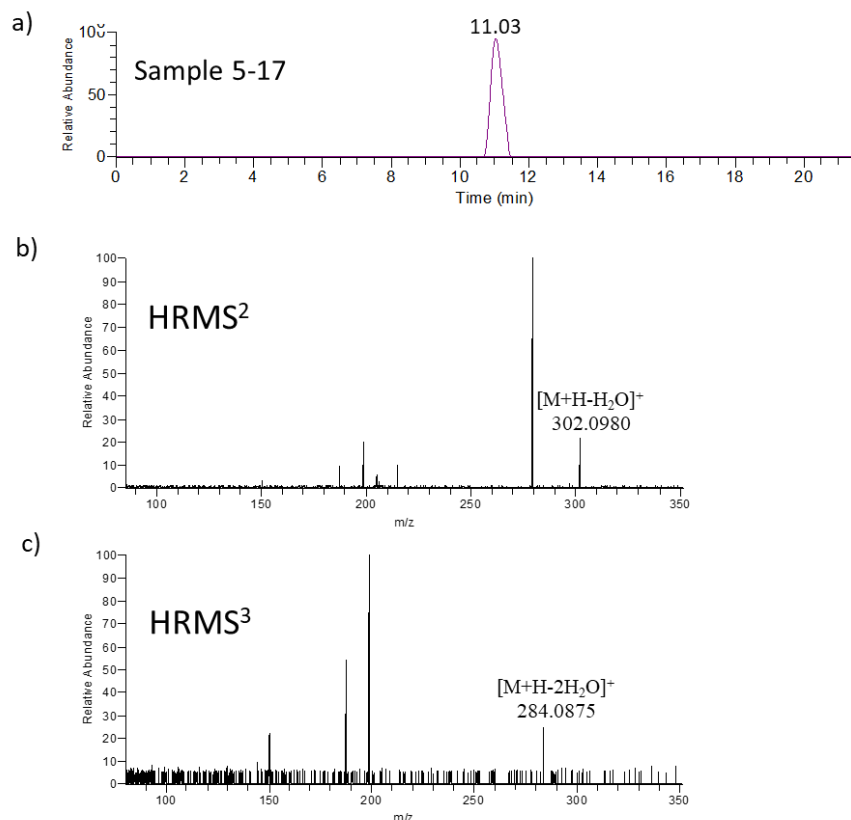 a)
11.03
Sample 5-17
Relative Abundance
100
50
0
0 2 4 6 8 10 12 14 16 18 20
Time (min)
b)
HRMS²
Relative Abundance
100
90
80
70
60
50
40
30
20
10
0
[M+H-H₂O]⁺
302.0980
100 150 200 250 300 350
m/z
c)
HRMS³
Relative Abundance
100
90
80
70
60
50
40
30
20
10
0
[M+H-2H₂O]⁺
284.0875
100 150 200 250 300 350
m/z